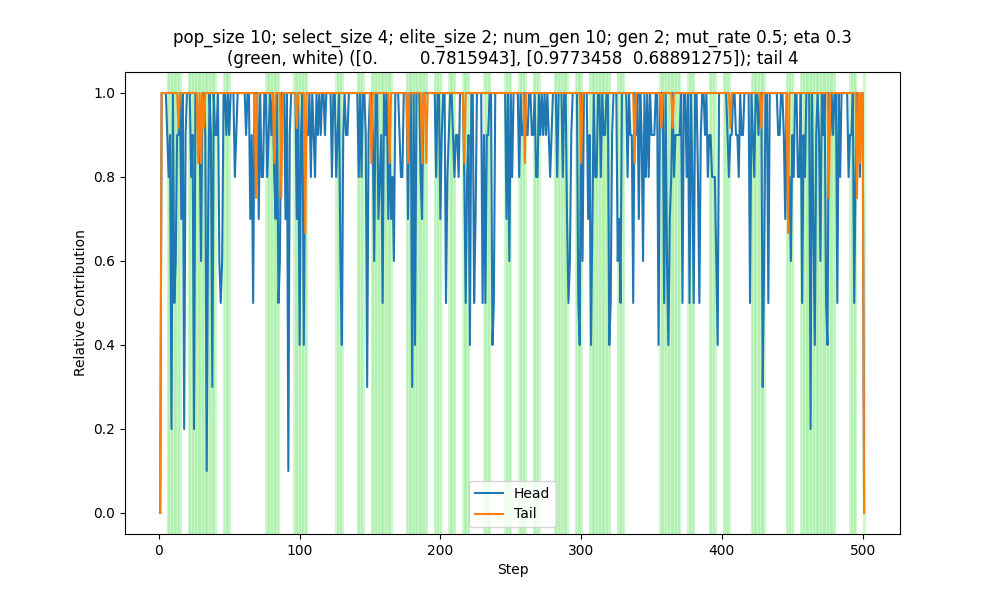 pop_size 10; select_size 4; elite_size 2; num_gen 10; gen 2; mut_rate 0.5; eta 0.3
(green, white) ([0.        0.7815943], [0.9773458  0.68891275]); tail 4
1.0
0.8
0.6
0.4
0.2
0.0
Relative Contribution
Head
Tail
0
100
200
300
400
500
Step